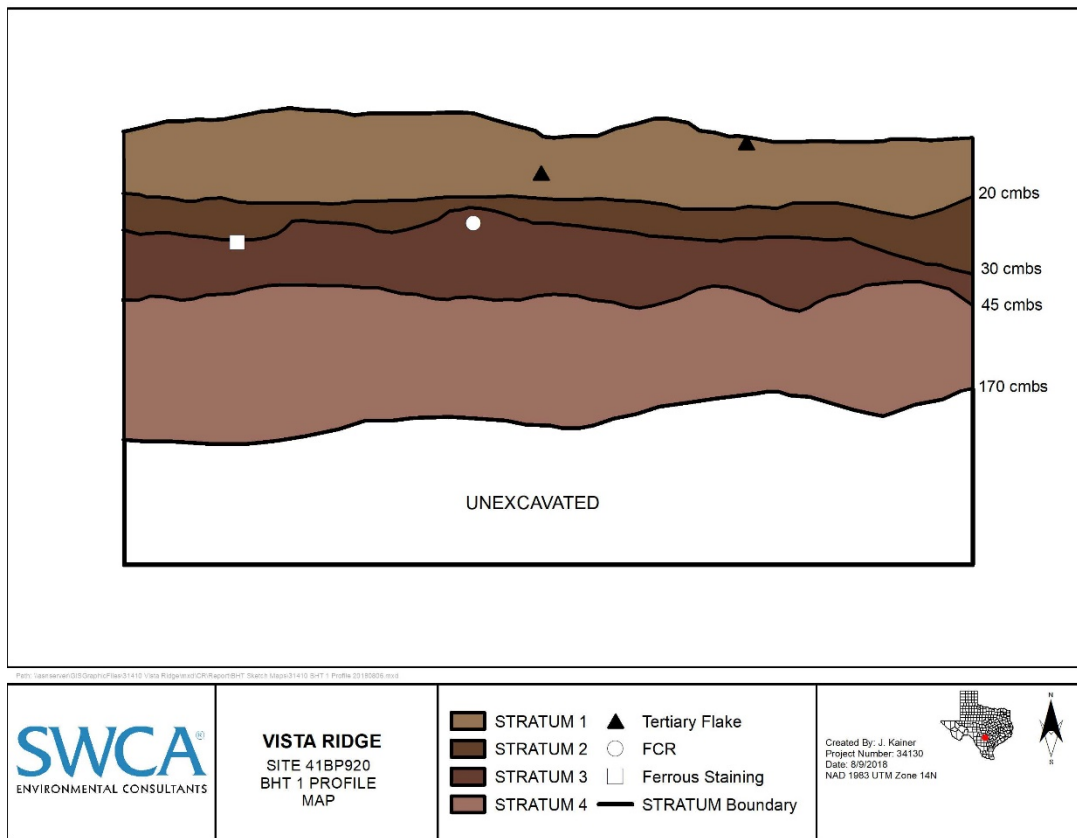 20 cmbs
30 cmbs
45 cmbs
170 cmbs
UNEXCAVATED
SWCA®
ENVIRONMENTAL CONSULTANTS
VISTA RIDGE
SITE 41BP920
BHT 1 PROFILE
MAP
STRATUM 1
STRATUM 2
STRATUM 3
STRATUM 4
Tertiary Flake
FCR
Ferrous Staining
STRATUM Boundary
Created By: J. Kainer
Project Number: 34130
Date: 8/9/2018
NAD 1983 UTM Zone 14N
N
S